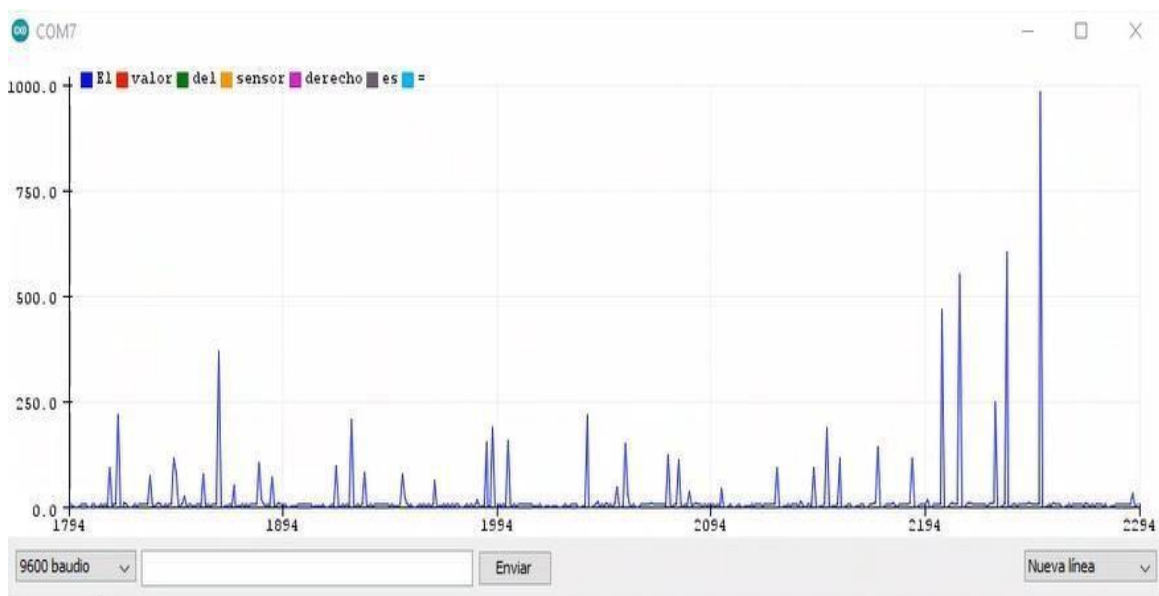 COM7
El valor del sensor derecho es =
1000.0
750.0
500.0
250.0
0.0
1794 1894 1994 2094 2194 2294
9600 baudio Enviar Nueva línea